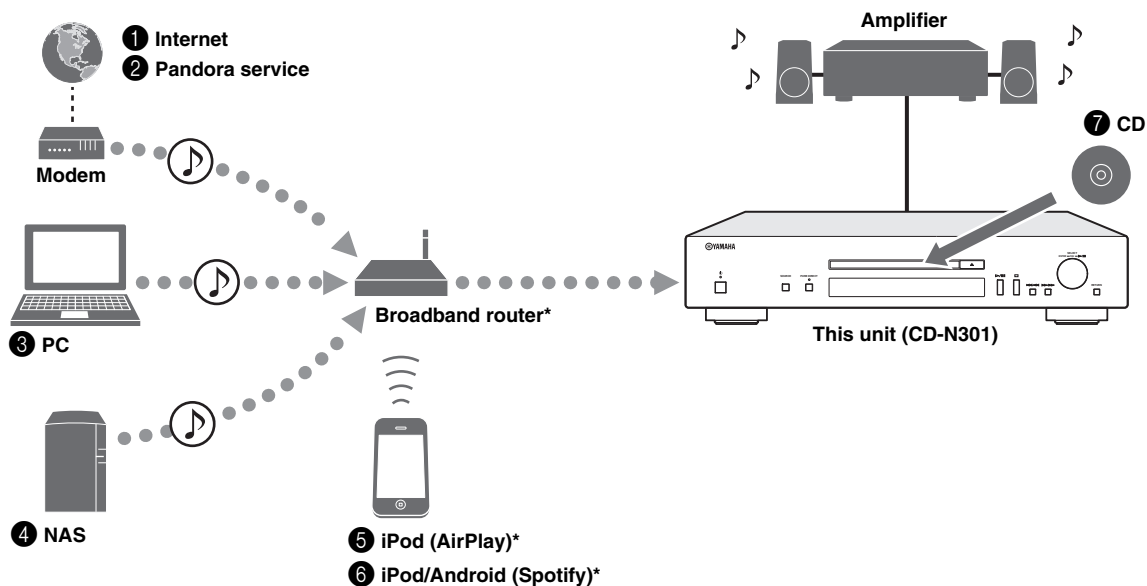 ❶ Internet
❷ Pandora service
Modem
❸ PC
❹ NAS
Broadband router*
❺ iPod (AirPlay)*
❻ iPod/Android (Spotify)*
Amplifier
❼ CD
YAMAHA
This unit (CD-N301)